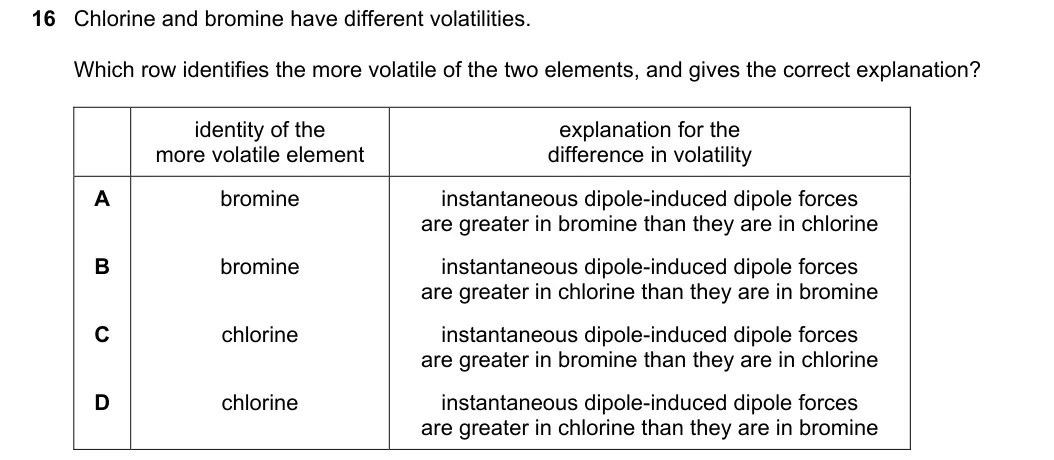 16 Chlorine and bromine have different volatilities.
Which row identifies the more volatile of the two elements, and gives the correct explanation?
identity of the more volatile element
explanation for the difference in volatility
A bromine instantaneous dipole-induced dipole forces
are greater in bromine than they are in chlorine
B bromine instantaneous dipole-induced dipole forces
are greater in chlorine than they are in bromine
C chlorine instantaneous dipole-induced dipole forces
are greater in bromine than they are in chlorine
D chlorine instantaneous dipole-induced dipole forces
are greater in chlorine than they are in bromine